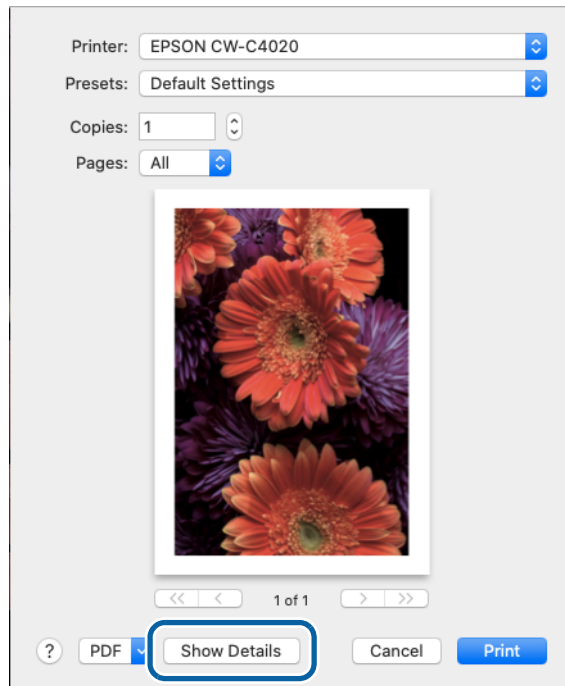 Printer: EPSON CW-C4020
Presets: Default Settings
Copies: 1
Pages: All
<< < 1 of 1 > >>
? PDF Show Details Cancel Print